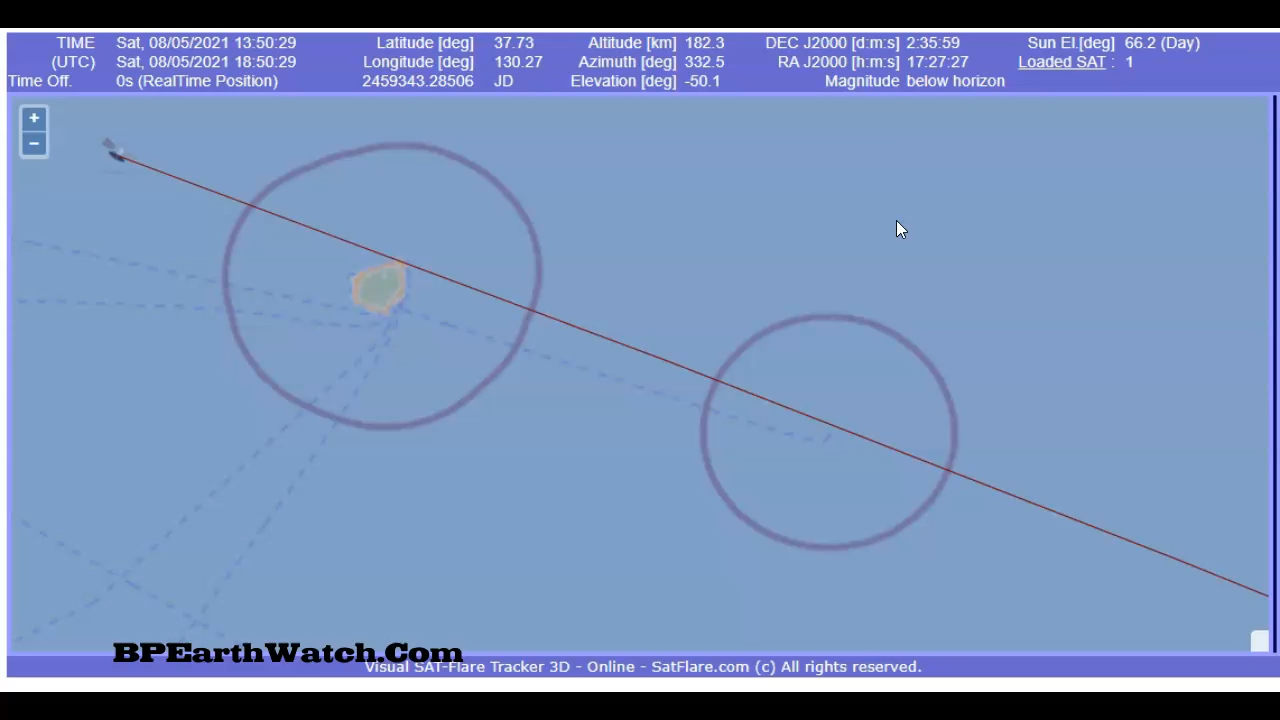 TIME Sat, 08/05/2021 13:50:29 Latitude [deg] 37.73 Altitude [km] 182.3 DEC J2000 [d:m:s] 2:35:59 Sun El.[deg] 66.2 (Day)
(UTC) Sat, 08/05/2021 18:50:29 Longitude [deg] 130.27 Azimuth [deg] 332.5 RA J2000 [h:m:s] 17:27:27 Loaded SAT : 1
Time Off. 0s (RealTime Position) 2459343.28506 JD Elevation [deg] -50.1 Magnitude below horizon
+
−
BPEarthWatch.Com
Visual SAT-Flare Tracker 3D - Online - SatFlare.com (c) All rights reserved.